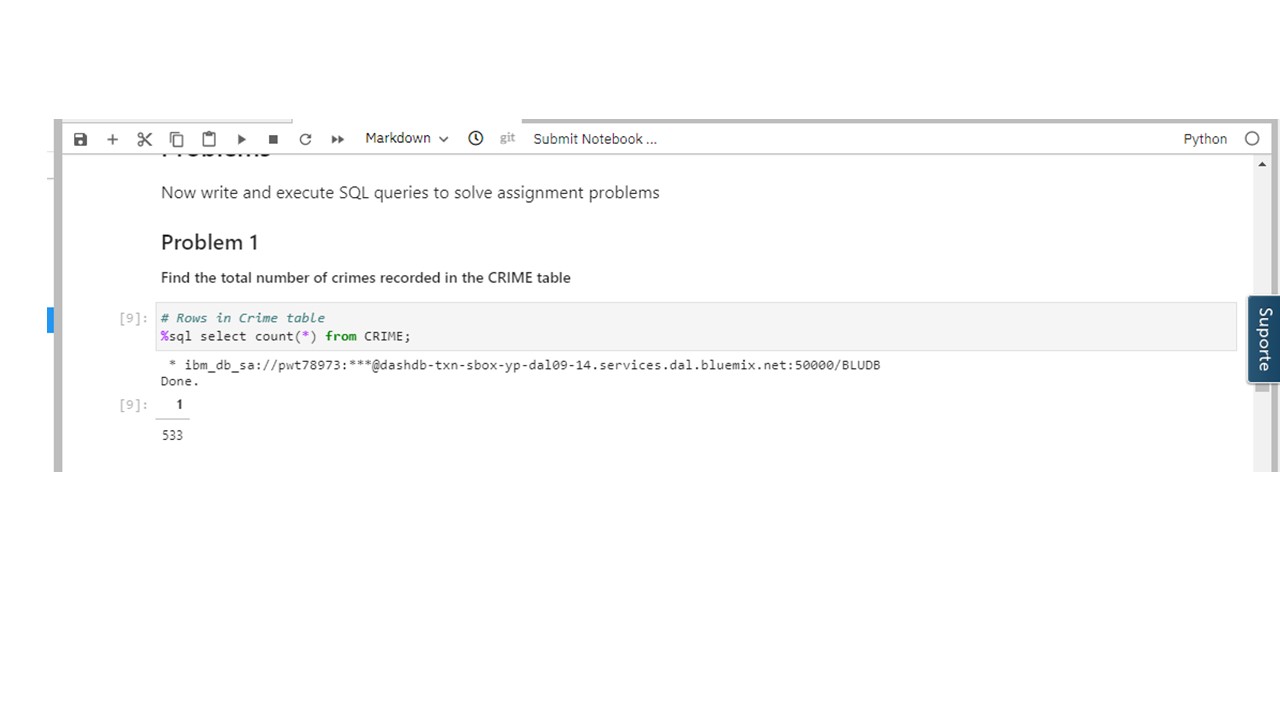 Markdown
git
Submit Notebook ...
Python
Problems
Now write and execute SQL queries to solve assignment problems
Problem 1
Find the total number of crimes recorded in the CRIME table
[9]: # Rows in Crime table
%sql select count(*) from CRIME;
* ibm_db_sa://pwt78973:***@dashdb-txn-sbox-yp-dal09-14.services.dal.bluemix.net:50000/BLUDB
Done.
[9]: 1
533
Suporte